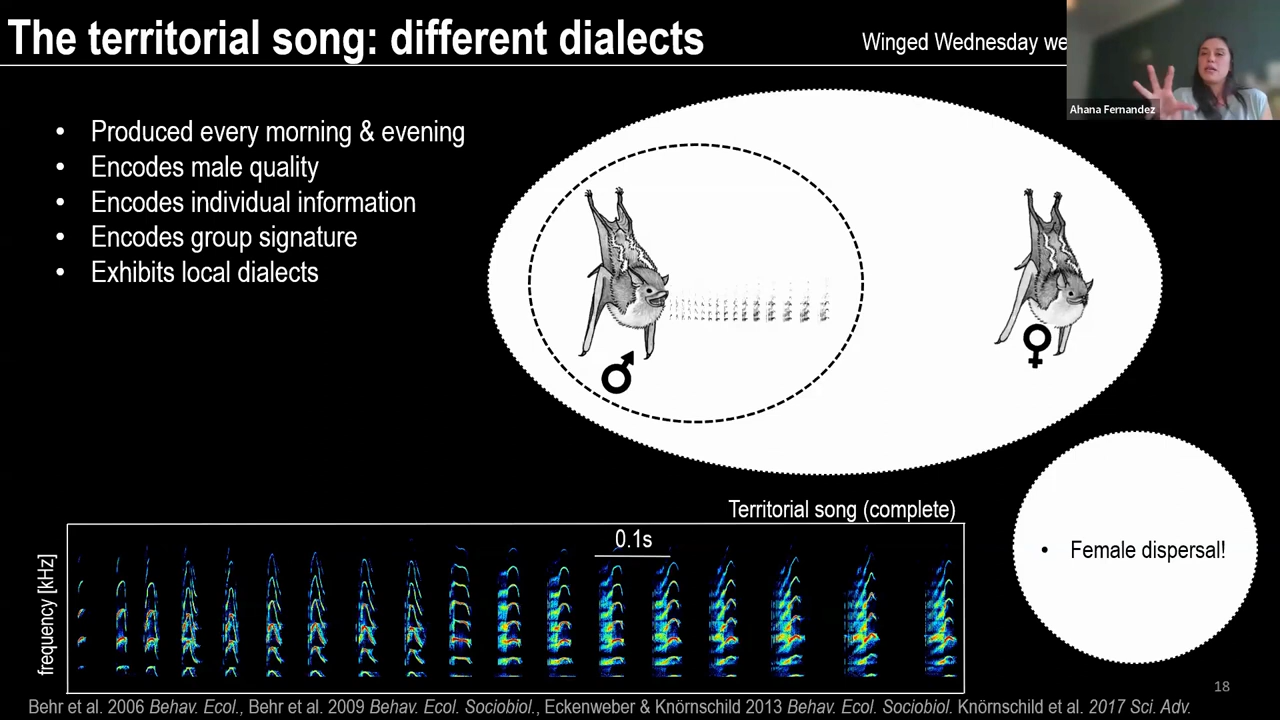 The territorial song: different dialects
Winged Wednesday we
Ahana Fernandez
• Produced every morning & evening
• Encodes male quality
• Encodes individual information
• Encodes group signature
• Exhibits local dialects
♂
♀
Territorial song (complete)
0.1s
frequency [kHz]
• Female dispersal!
18
Behr et al. 2006 Behav. Ecol., Behr et al. 2009 Behav. Ecol. Sociobiol., Eckenweber & Knörnschild 2013 Behav. Ecol. Sociobiol. Knörnschild et al. 2017 Sci. Adv.